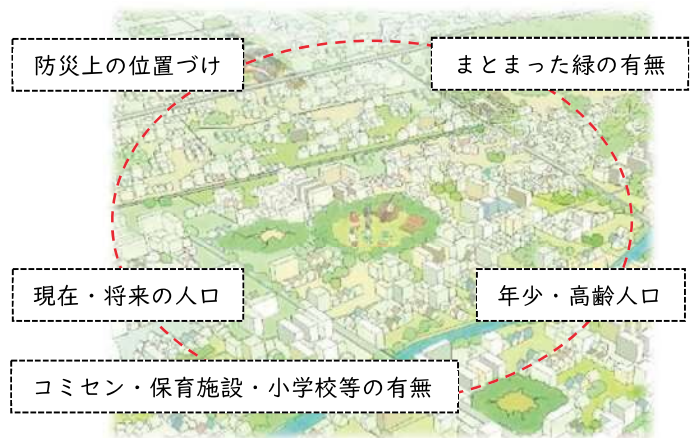 防災上の位置づけ
まとまった緑の有無
現在・将来の人口
年少・高齢人口
コミセン・保育施設・小学校等の有無